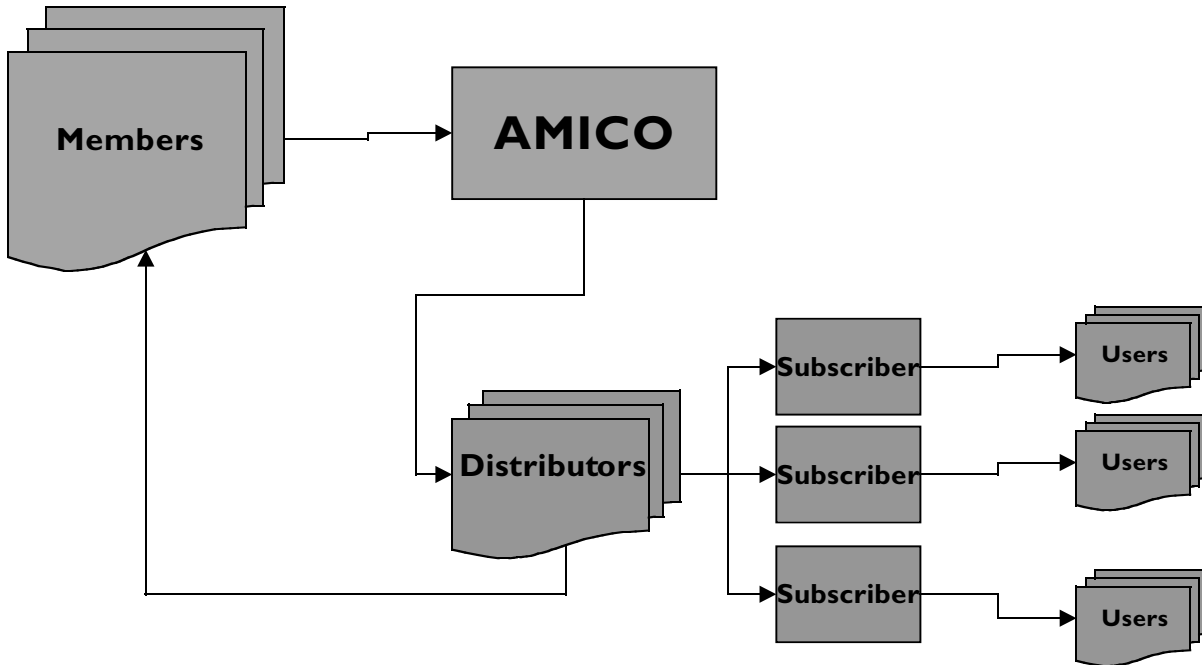 Members
AMICO
Subscriber
Users
Distributors
Subscriber
Users
Subscriber
Users